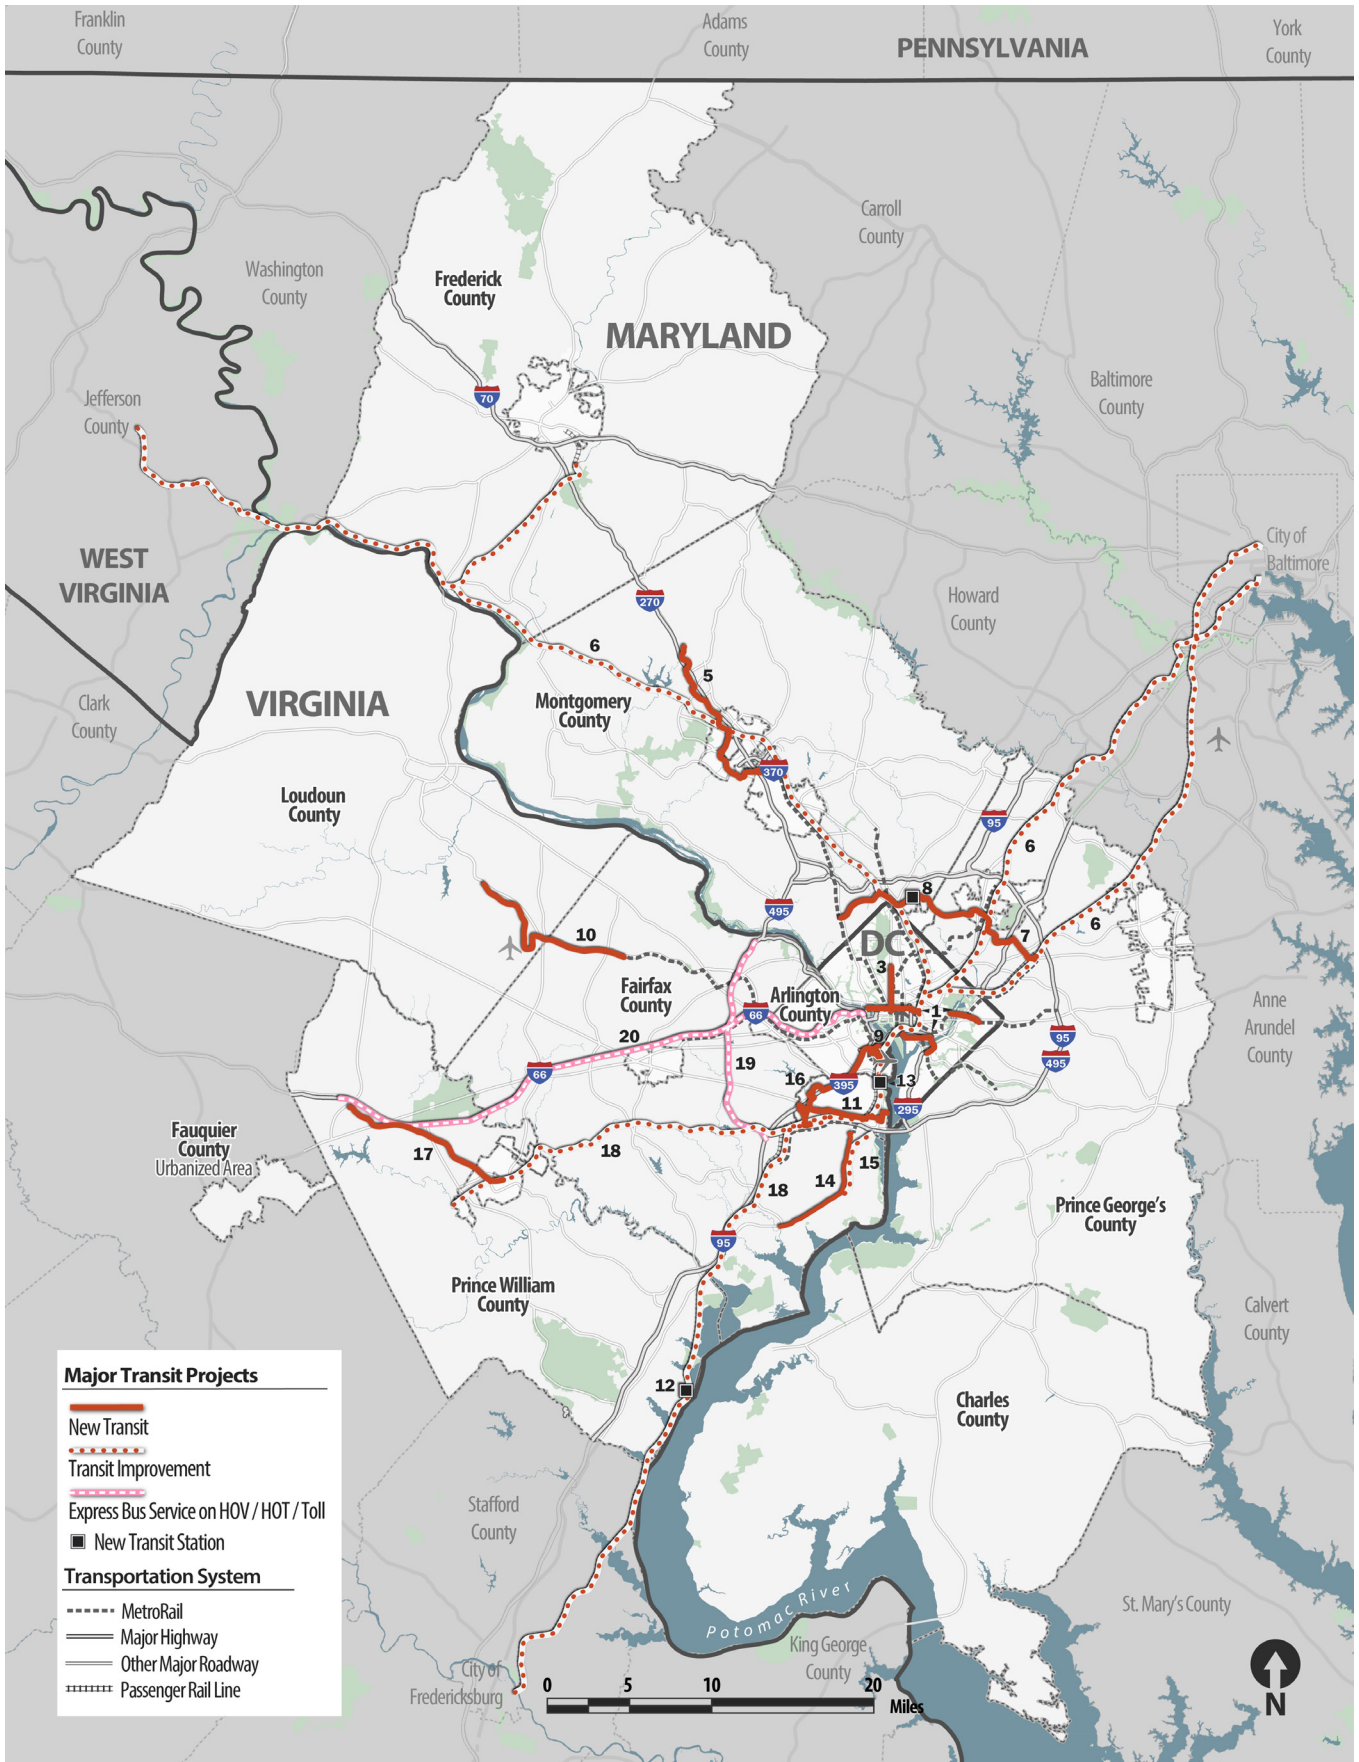 Franklin
County
Adams
County
PENNSYLVANIA
York
County
Carroll
County
Washington
County
Frederick
County
MARYLAND
Baltimore
County
Jefferson
County
70
WEST
VIRGINIA
City of
Baltimore
Howard
County
270
6
5
Clark
County
VIRGINIA
Montgomery
County
370
Loudoun
County
95
6
8
495
6
10
7
DC
3
Fairfax
County
Arlington
County
Anne
Arundel
County
66
1
95
20
9
19
495
66
16
395
13
11
295
Fauquier
County
Urbanized Area
17
18
15
14
18
Prince George's
County
95
Prince William
County
Calvert
County
12
Charles
County
Major Transit Projects
New Transit
Transit Improvement
Express Bus Service on HOV / HOT / Toll
New Transit Station
Stafford
County
Transportation System
MetroRail
Major Highway
Other Major Roadway
Passenger Rail Line
Potomac River
St. Mary's County
King George
County
City of
Fredericksburg
0 5 10 20
Miles
N